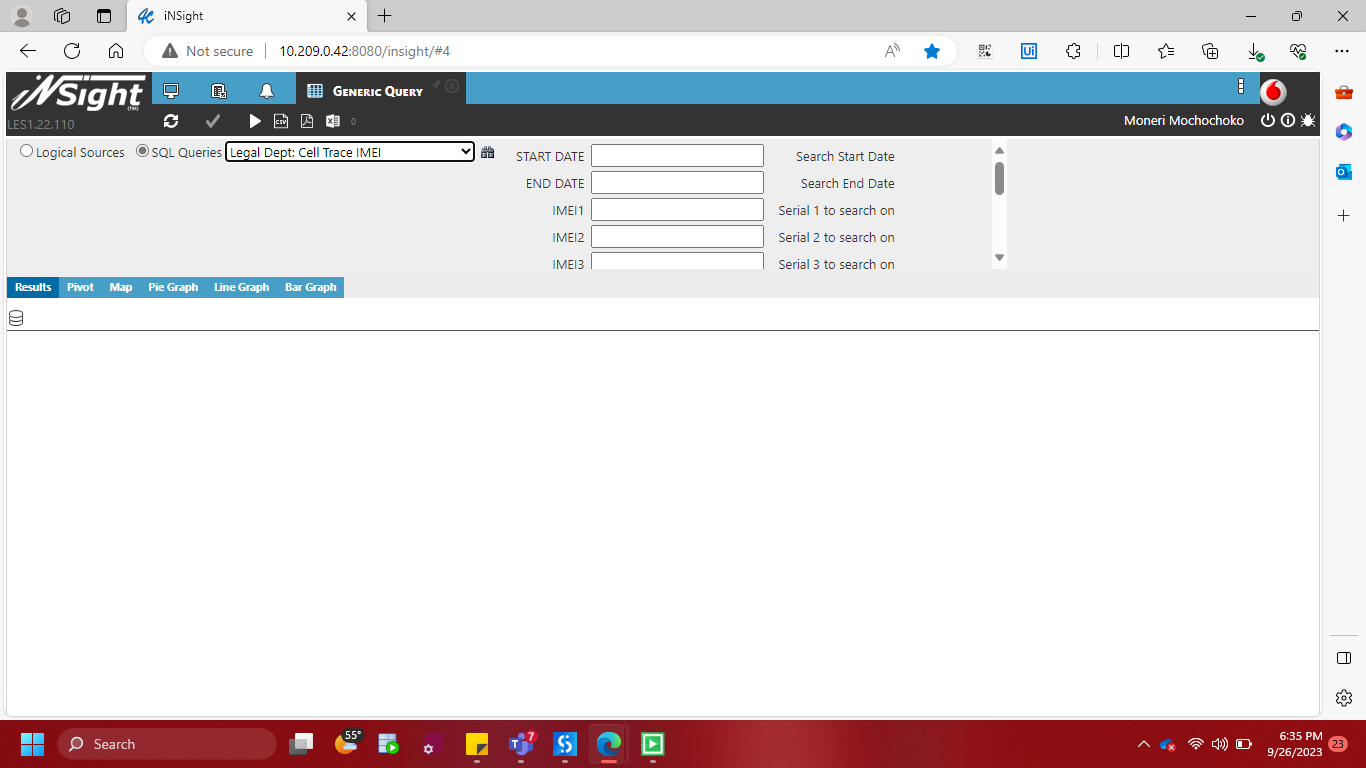 iNSight
Not secure
10.209.0.42:8080/insight/#4
iNSight
(TM)
GENERIC QUERY
LES1.22.110
CSV
0
Moneri Mochochoko
Logical Sources
SQL Queries
Legal Dept: Cell Trace IMEI
START DATE
Search Start Date
END DATE
Search End Date
IMEI1
Serial 1 to search on
IMEI2
Serial 2 to search on
IMEI3
Serial 3 to search on
Results
Pivot
Map
Pie Graph
Line Graph
Bar Graph
Search
55°
7
6:35 PM
9/26/2023
23